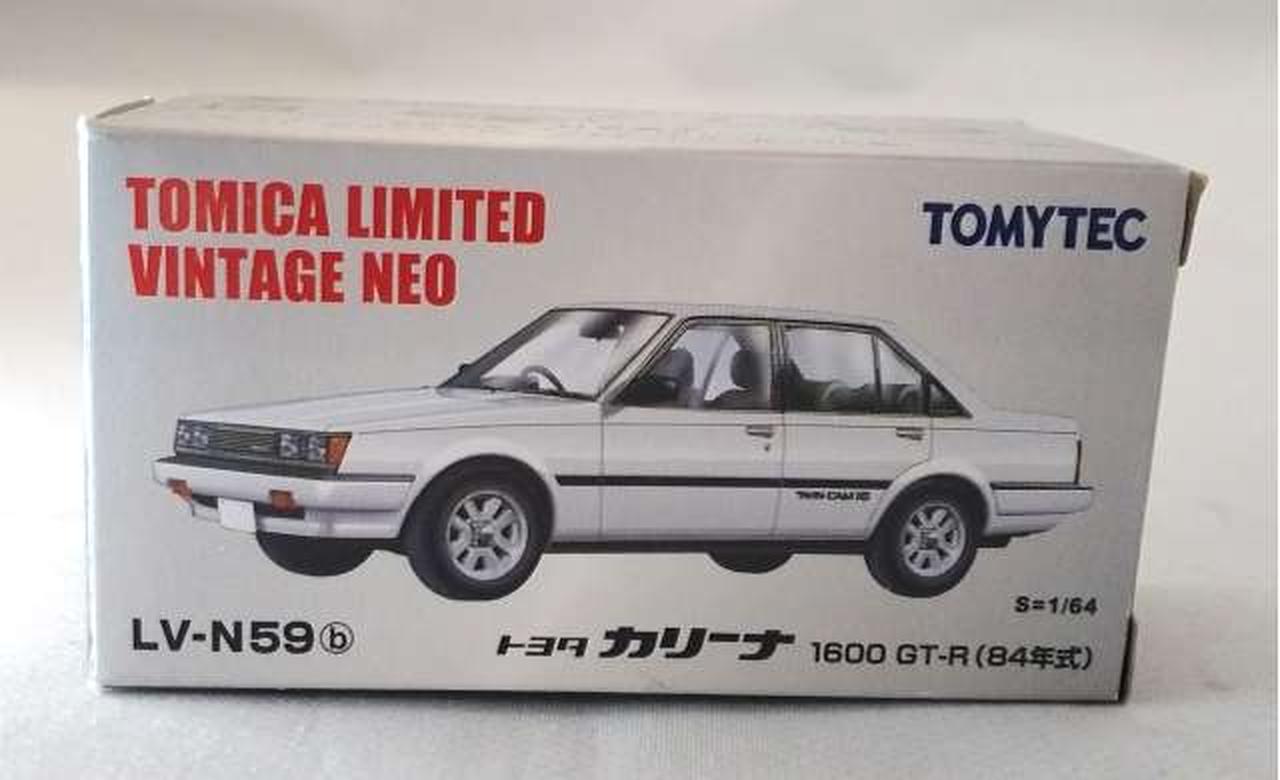 TOMICA LIMITED
VINTAGE NEO
TOMYTEC
TWIN CAM 16
S=1/64
LV-N59ⓑ
トヨタ カリーナ 1600 GT-R(84年式)